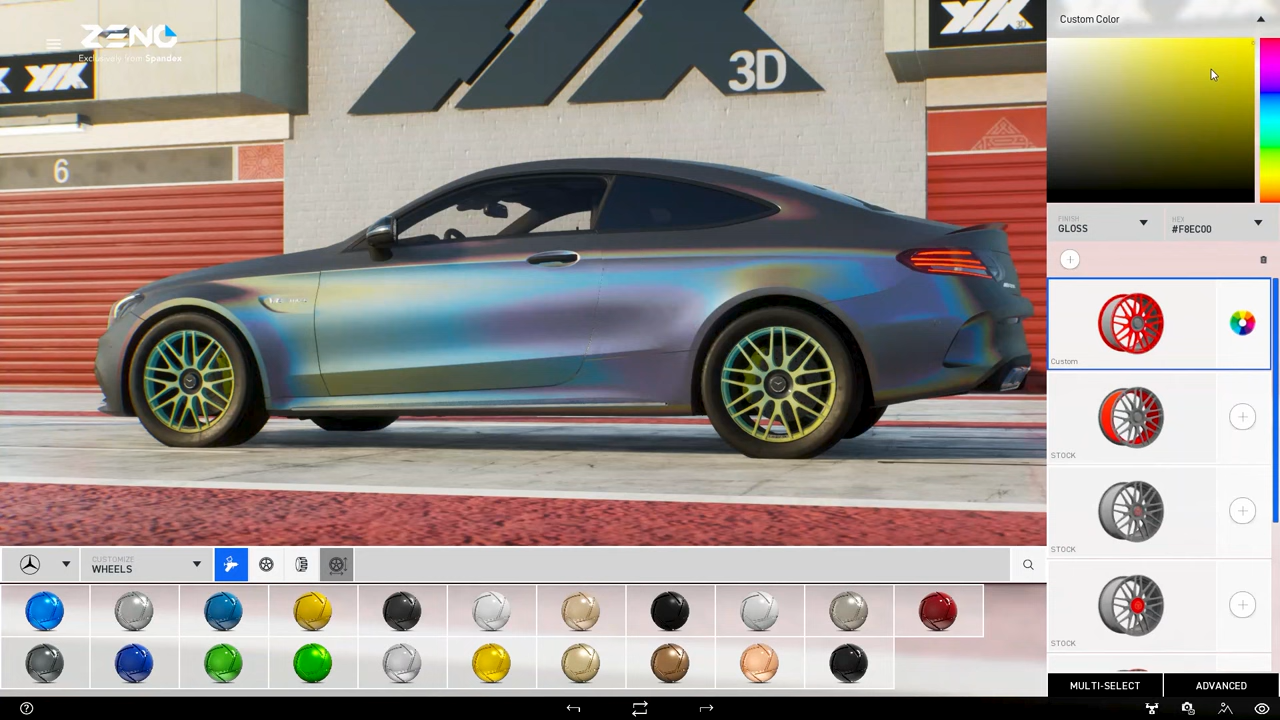 ZENO
Exclusively from Spandex
XIX
3D
6
Custom Color
FINISH
GLOSS
HEX
#F8EC00
Custom
STOCK
STOCK
STOCK
CUSTOMIZE
WHEELS
MULTI-SELECT
ADVANCED